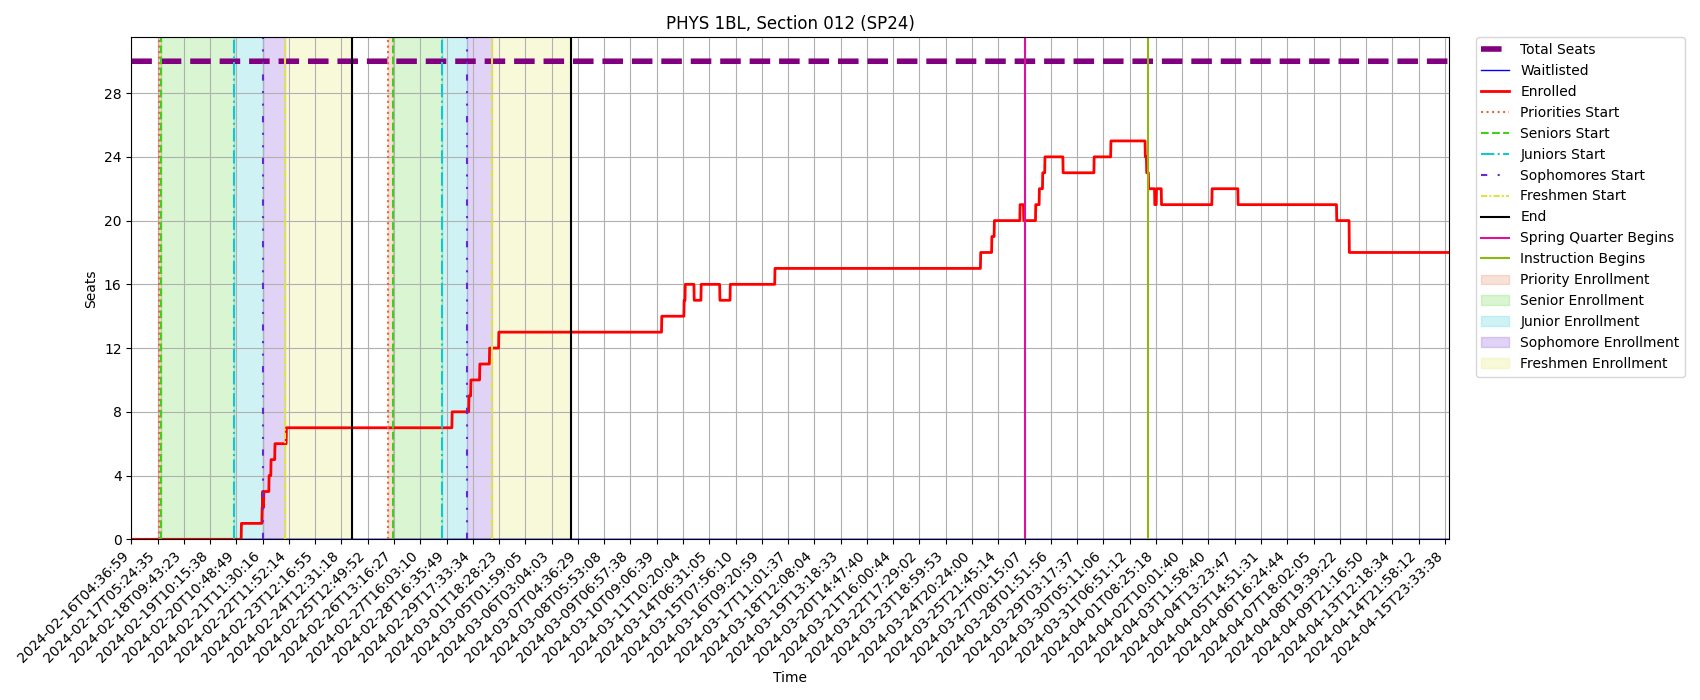 PHYS 1BL, Section 012 (SP24)
Total Seats
Waitlisted
Enrolled
Priorities Start
Seniors Start
Juniors Start
Sophomores Start
Freshmen Start
End
Spring Quarter Begins
Instruction Begins
Priority Enrollment
Senior Enrollment
Junior Enrollment
Sophomore Enrollment
Freshmen Enrollment
Seats
28
24
20
16
12
8
4
0
2024-02-16T04:36:59
2024-02-17T05:24:35
2024-02-18T09:43:23
2024-02-19T10:15:38
2024-02-20T10:48:49
2024-02-21T11:30:16
2024-02-22T11:52:14
2024-02-23T12:16:55
2024-02-24T12:31:18
2024-02-25T12:49:52
2024-02-26T13:16:27
2024-02-27T16:03:10
2024-02-28T16:35:49
2024-02-29T17:33:34
2024-03-01T18:28:23
2024-03-05T01:59:05
2024-03-06T03:04:03
2024-03-07T04:36:29
2024-03-08T05:53:08
2024-03-09T06:57:38
2024-03-10T09:06:39
2024-03-11T10:20:04
2024-03-14T06:31:05
2024-03-15T07:56:10
2024-03-16T09:20:59
2024-03-17T11:01:37
2024-03-18T12:08:04
2024-03-19T13:18:33
2024-03-20T14:47:40
2024-03-21T16:00:44
2024-03-22T17:29:02
2024-03-23T18:59:53
2024-03-24T20:24:00
2024-03-25T21:45:14
2024-03-27T00:15:07
2024-03-28T01:51:56
2024-03-29T03:17:37
2024-03-30T05:11:06
2024-03-31T06:51:12
2024-04-01T08:25:18
2024-04-02T10:01:40
2024-04-03T11:58:40
2024-04-04T13:23:47
2024-04-05T14:51:31
2024-04-06T16:24:44
2024-04-07T18:02:05
2024-04-08T19:39:22
2024-04-09T21:16:50
2024-04-13T12:18:34
2024-04-14T21:58:12
2024-04-15T23:33:38
Time